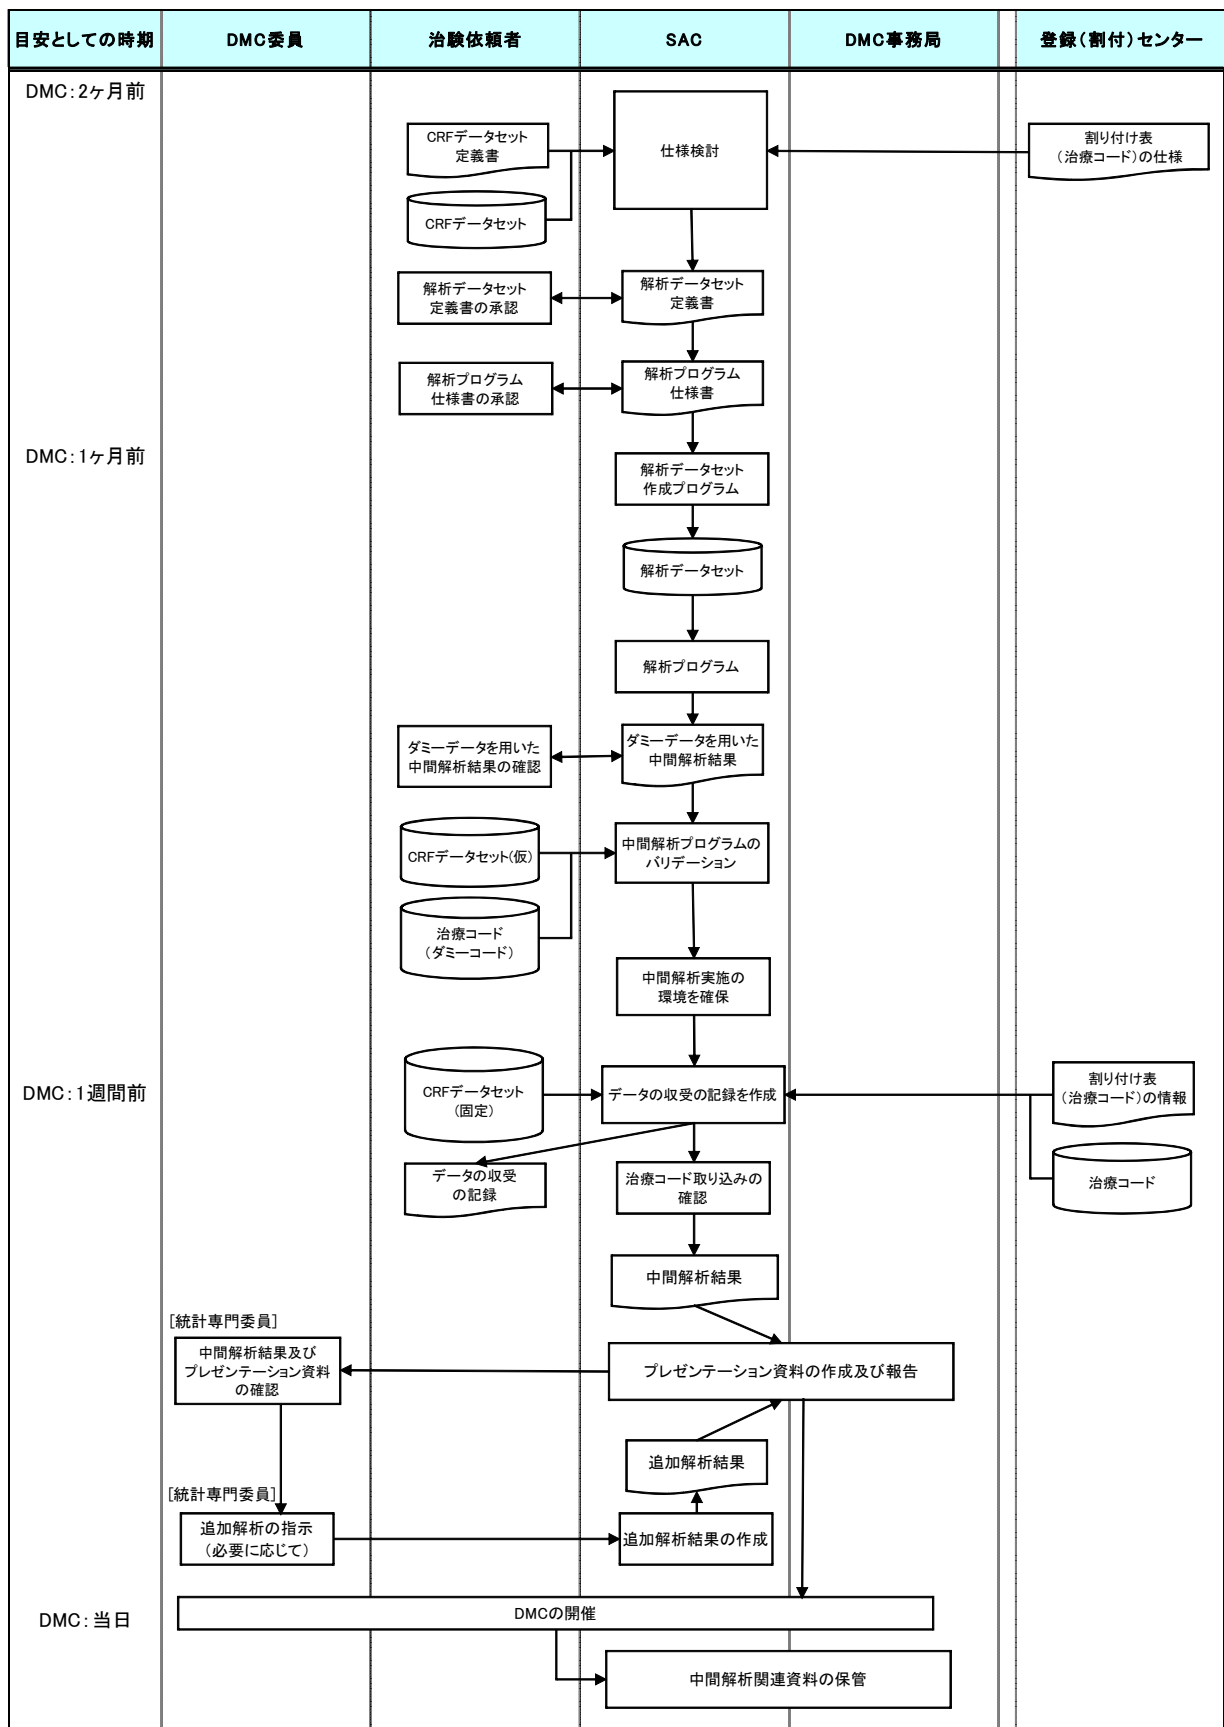 目安としての時期
DMC委員
治験依頼者
SAC
DMC事務局
登録(割付)センター
DMC:2ヶ月前
CRFデータセット
定義書
仕様検討
割り付け表
(治療コード)の仕様
CRFデータセット
解析データセット
定義書の承認
解析データセット
定義書
解析プログラム
仕様書の承認
解析プログラム
仕様書
DMC:1ヶ月前
解析データセット
作成プログラム
解析データセット
解析プログラム
ダミーデータを用いた
中間解析結果の確認
ダミーデータを用いた
中間解析結果
CRFデータセット(仮)
中間解析プログラムの
バリデーション
治療コード
(ダミーコード)
中間解析実施の
環境を確保
DMC:1週間前
CRFデータセット
(固定)
データの収受の記録を作成
割り付け表
(治療コード)の情報
データの収受
の記録
治療コード取り込みの
確認
治療コード
中間解析結果
[統計専門委員]
中間解析結果及び
プレゼンテーション資料
の確認
プレゼンテーション資料の作成及び報告
追加解析結果
[統計専門委員]
追加解析の指示
(必要に応じて)
追加解析結果の作成
DMC:当日
DMCの開催
中間解析関連資料の保管